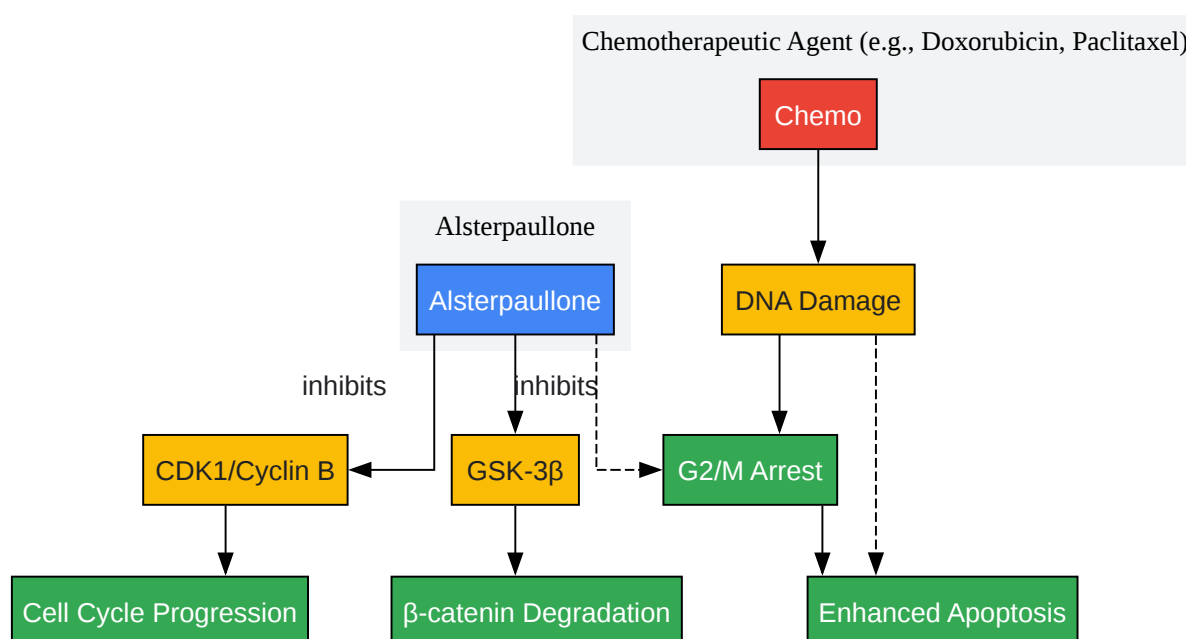 Chemotherapeutic Agent (e.g., Doxorubicin, Paclitaxel)
Chemo
Alsterpaullone
Alsterpaullone
DNA Damage
inhibits
inhibits
CDK1/Cyclin B
GSK-3β
G2/M Arrest
Cell Cycle Progression
β-catenin Degradation
Enhanced Apoptosis